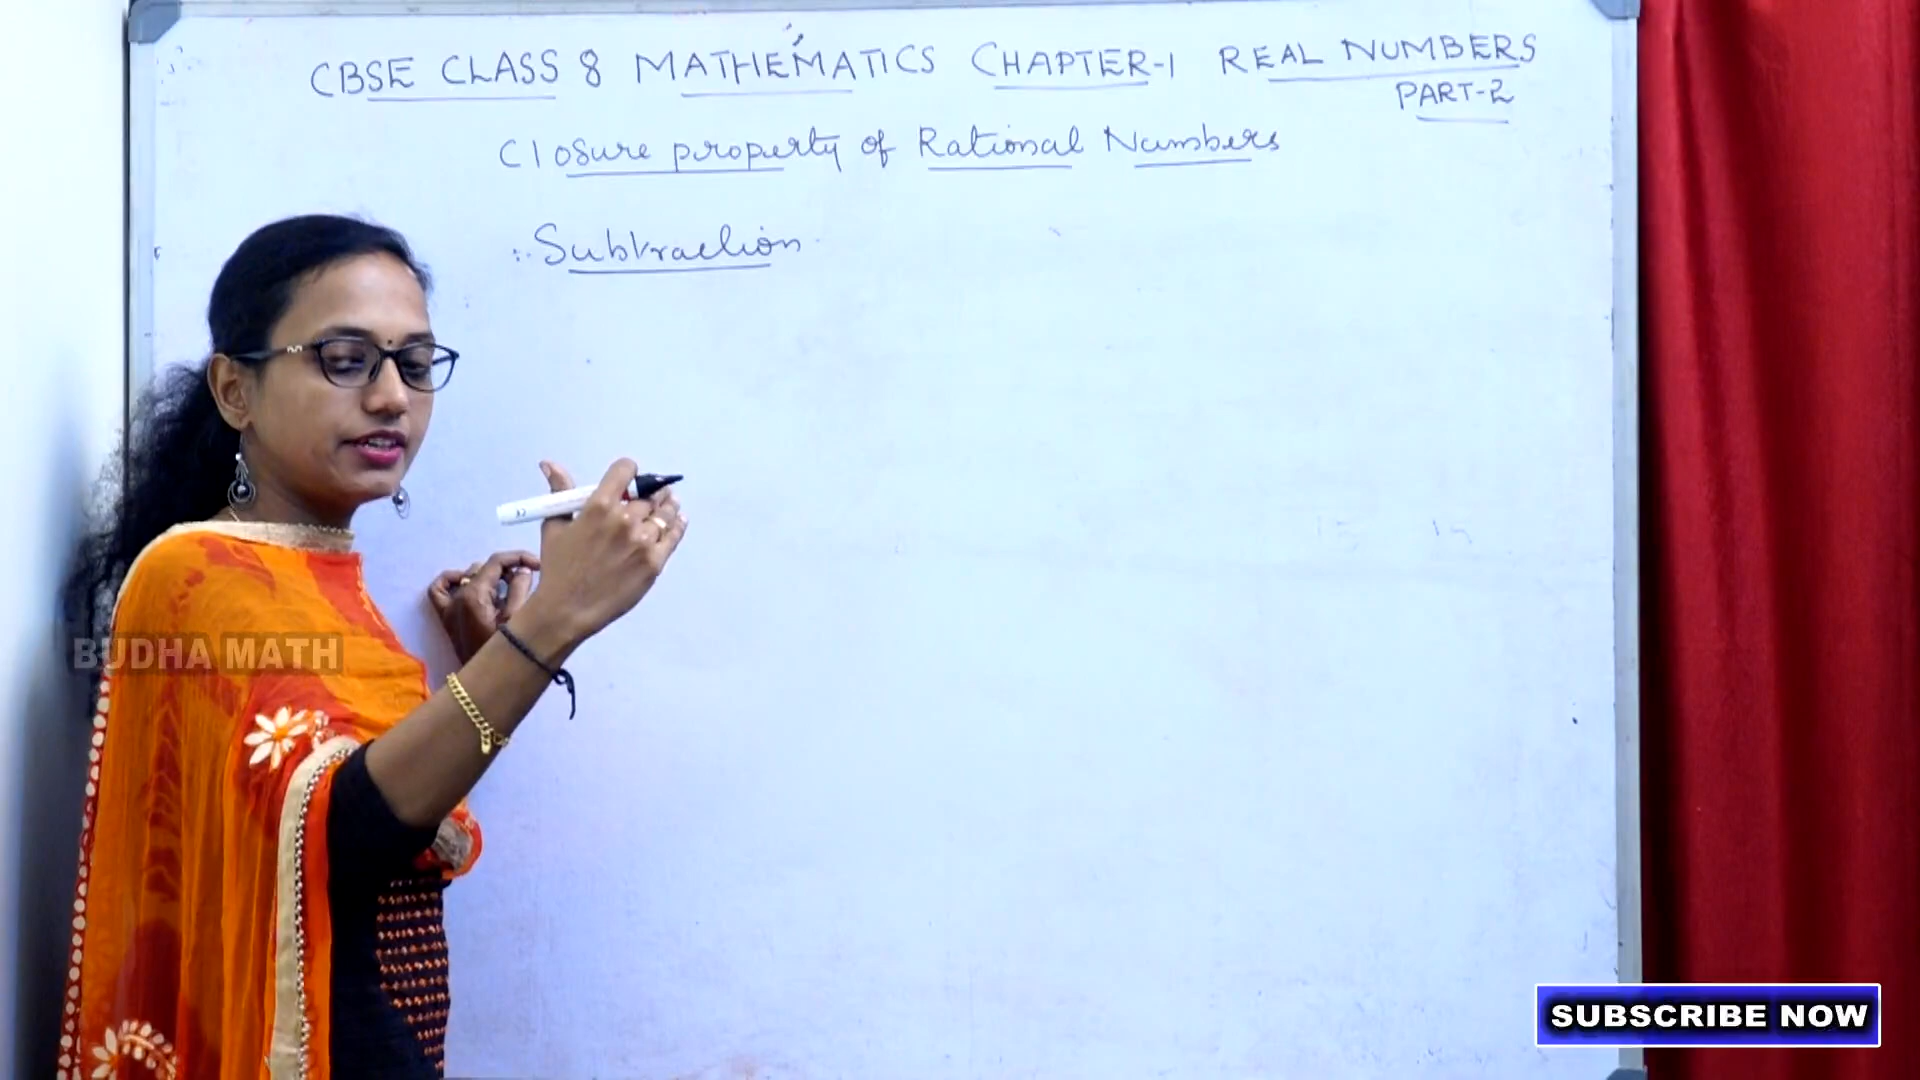 CBSE CLASS 8 MATHEMATICS CHAPTER-1 REAL NUMBERS
PART-2
Closure property of Rational Numbers
Subtraction
BUDHA MATH
SUBSCRIBE NOW